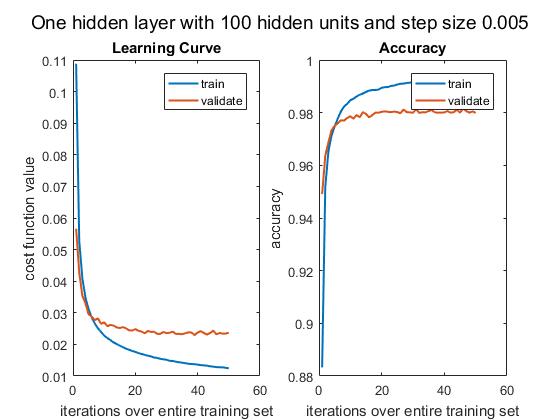 One hidden layer with 100 hidden units and step size 0.005
Learning Curve
0.11
0.1
0.09
0.08
0.07
0.06
0.05
0.04
0.03
0.02
0.01
0 20 40 60
cost function value
iterations over entire training set
train
validate
Accuracy
1
0.98
0.96
0.94
0.92
0.9
0.88
0 20 40 60
accuracy
iterations over entire training set
train
validate